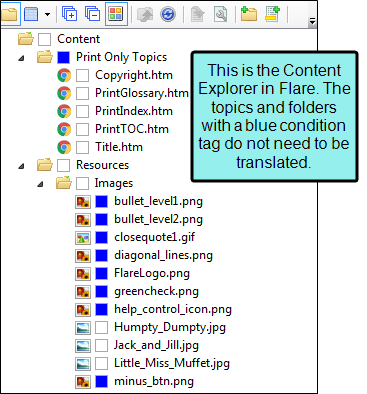 Content
Print Only Topics
Copyright.htm
PrintGlossary.htm
PrintIndex.htm
PrintTOC.htm
Title.htm
Resources
Images
bullet_level1.png
bullet_level2.png
closequote1.gif
diagonal_lines.png
FlareLogo.png
greencheck.png
help_control_icon.png
Humpty_Dumpty.jpg
Jack_and_Jill.jpg
Little_Miss_Muffet.jpg
minus_btn.png
This is the Content
Explorer in Flare. The
topics and folders
with a blue condition
tag do not need to be
translated.